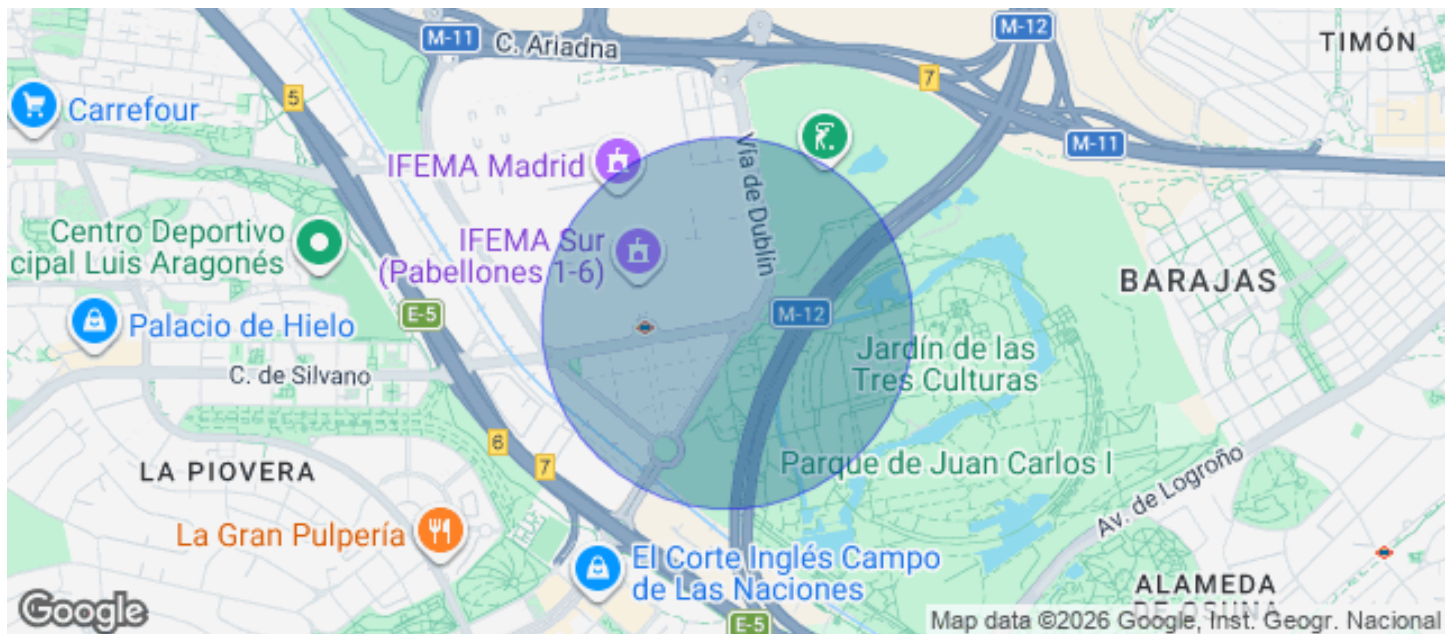 M-11
C. Ariadna
M-12
TIMÓN
5
7
Carrefour
M-11
IFEMA Madrid
Vía de Dublín
Centro Deportivo
cipal Luis Aragonés
IFEMA Sur
(Pabellones 1-6)
BARAJAS
E-5
M-12
Palacio de Hielo
Jardín de las
Tres Culturas
C. de Silvano
6
7
LA PIOVERA
Parque de Juan Carlos I
Av. de Logroño
La Gran Pulpería
El Corte Inglés Campo
de Las Naciones
ALAMEDA
DE OSUNA
Google
E-5
Map data ©2026 Google, Inst. Geogr. Nacional